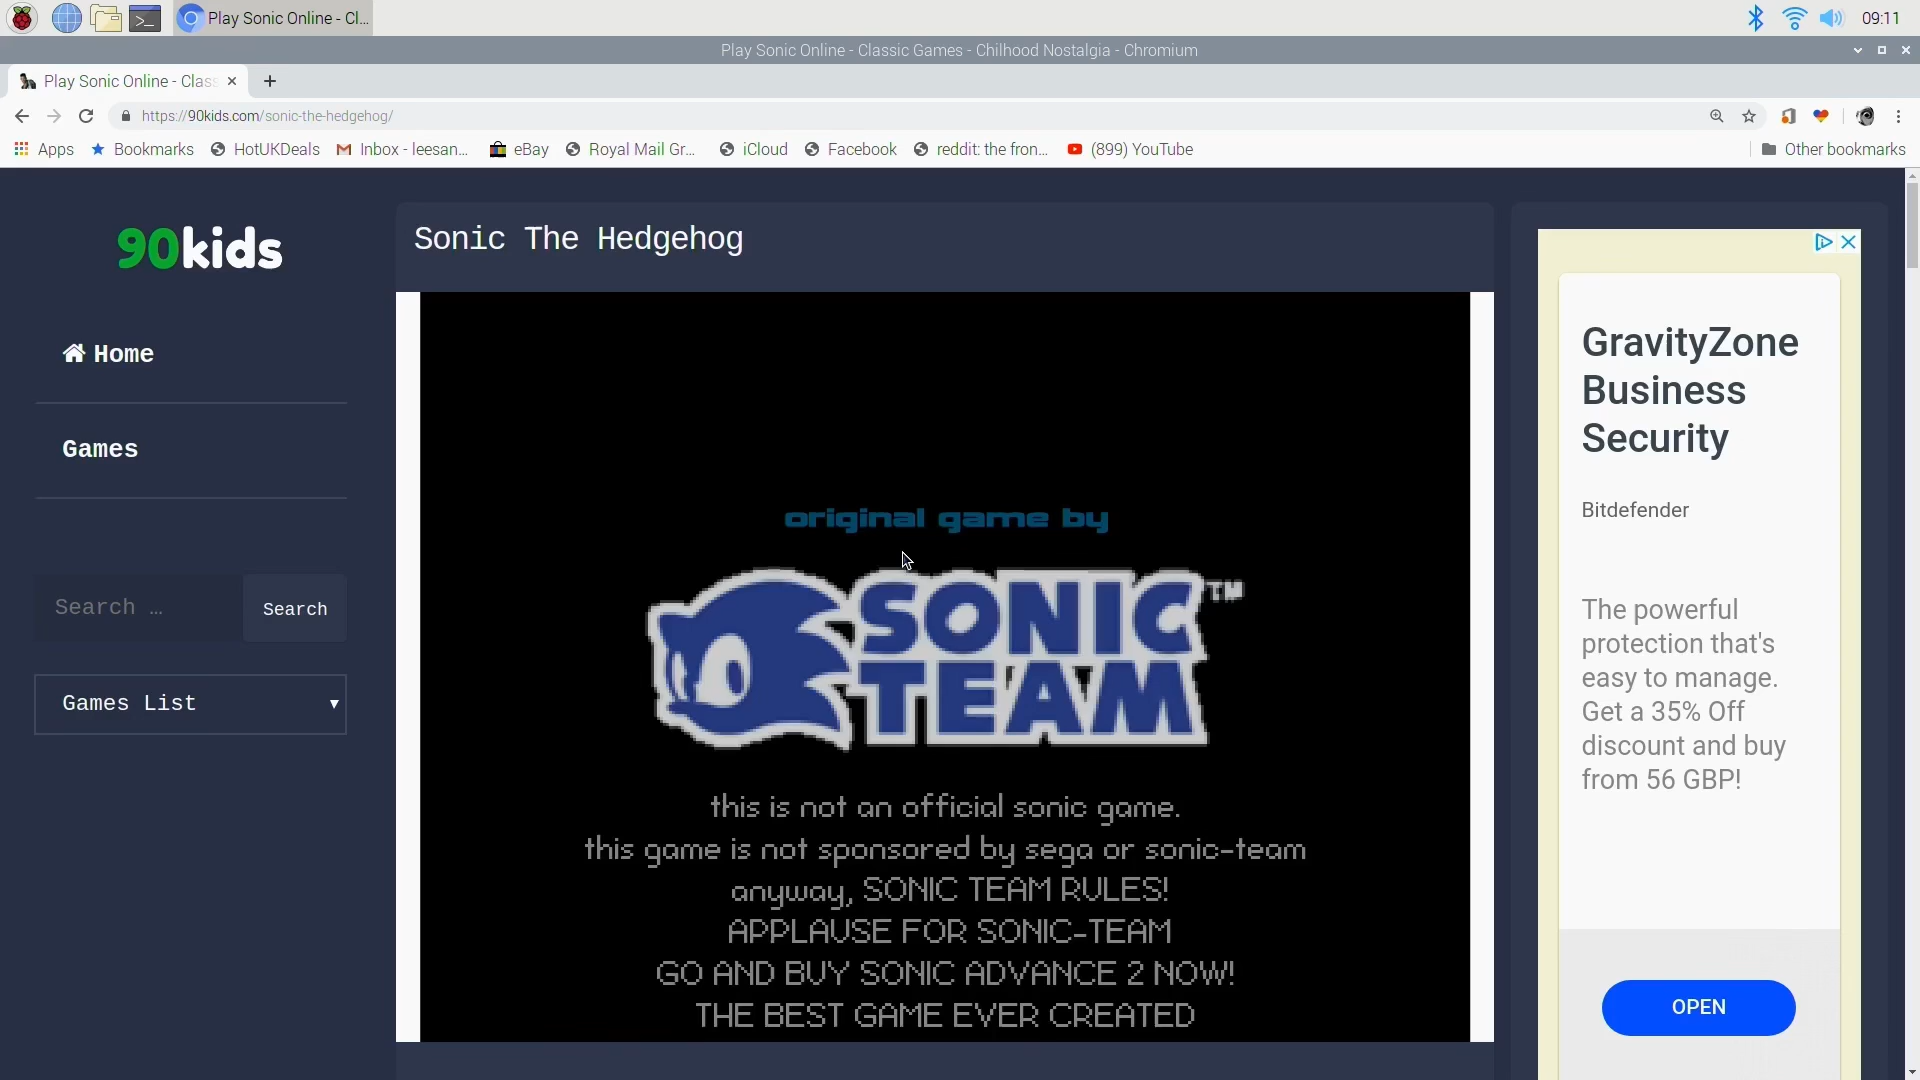 Play Sonic Online - Cl...
09:11
Play Sonic Online - Classic Games - Chilhood Nostalgia - Chromium
Play Sonic Online - Class
https://90kids.com/sonic-the-hedgehog/
Apps Bookmarks HotUKDeals Inbox - leesan... eBay Royal Mail Gr... iCloud Facebook reddit: the fron... (899) YouTube Other bookmarks
90kids
Home
Games
Search …
Search
Games List
Sonic The Hedgehog
original game by
SONIC TM
TEAM
this is not an official sonic game.
this game is not sponsored by sega or sonic-team
anyway, SONIC TEAM RULES!
APPLAUSE FOR SONIC-TEAM
GO AND BUY SONIC ADVANCE 2 NOW!
THE BEST GAME EVER CREATED
GravityZone
Business
Security
Bitdefender
The powerful
protection that's
easy to manage.
Get a 35% Off
discount and buy
from 56 GBP!
OPEN